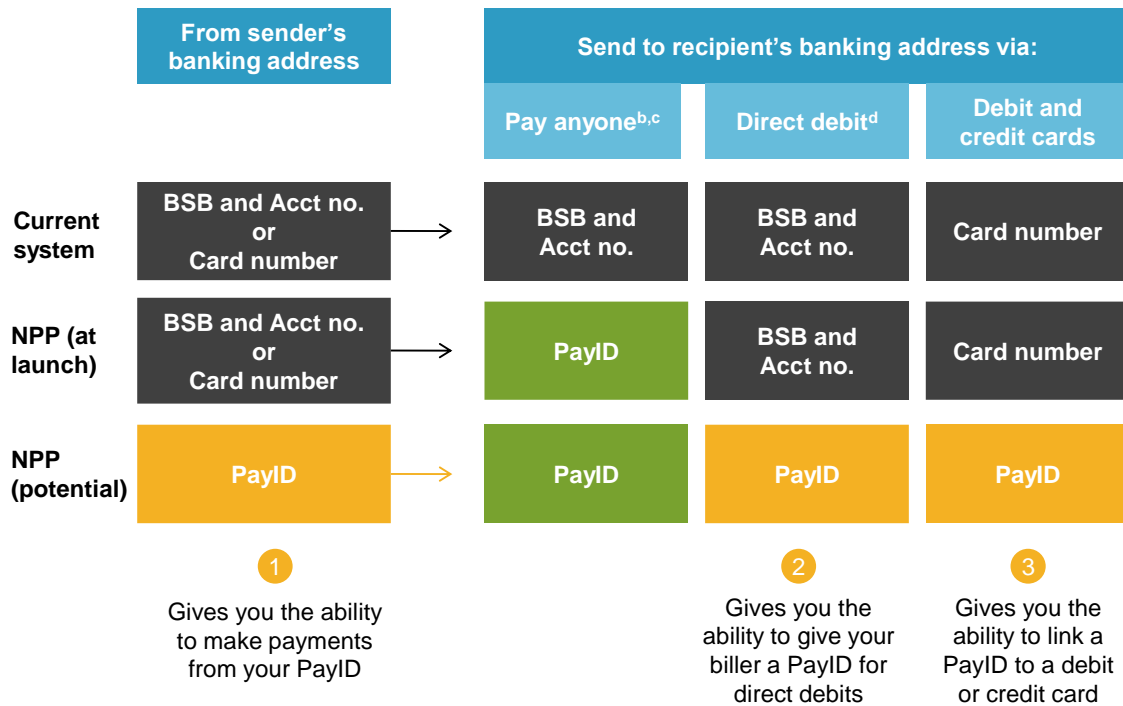 From sender's
banking address
Send to recipient's banking address via:
Pay anyoneb,c
Direct debitd
Debit and
credit cards
Current
system
BSB and Acct no.
or
Card number
BSB and
Acct no.
BSB and
Acct no.
Card number
NPP (at
launch)
BSB and Acct no.
or
Card number
PayID
BSB and
Acct no.
Card number
NPP
(potential)
PayID
PayID
PayID
PayID
1
Gives you the ability
to make payments
from your PayID
2
Gives you the
ability to give your
biller a PayID for
direct debits
3
Gives you the
ability to link a
PayID to a debit
or credit card